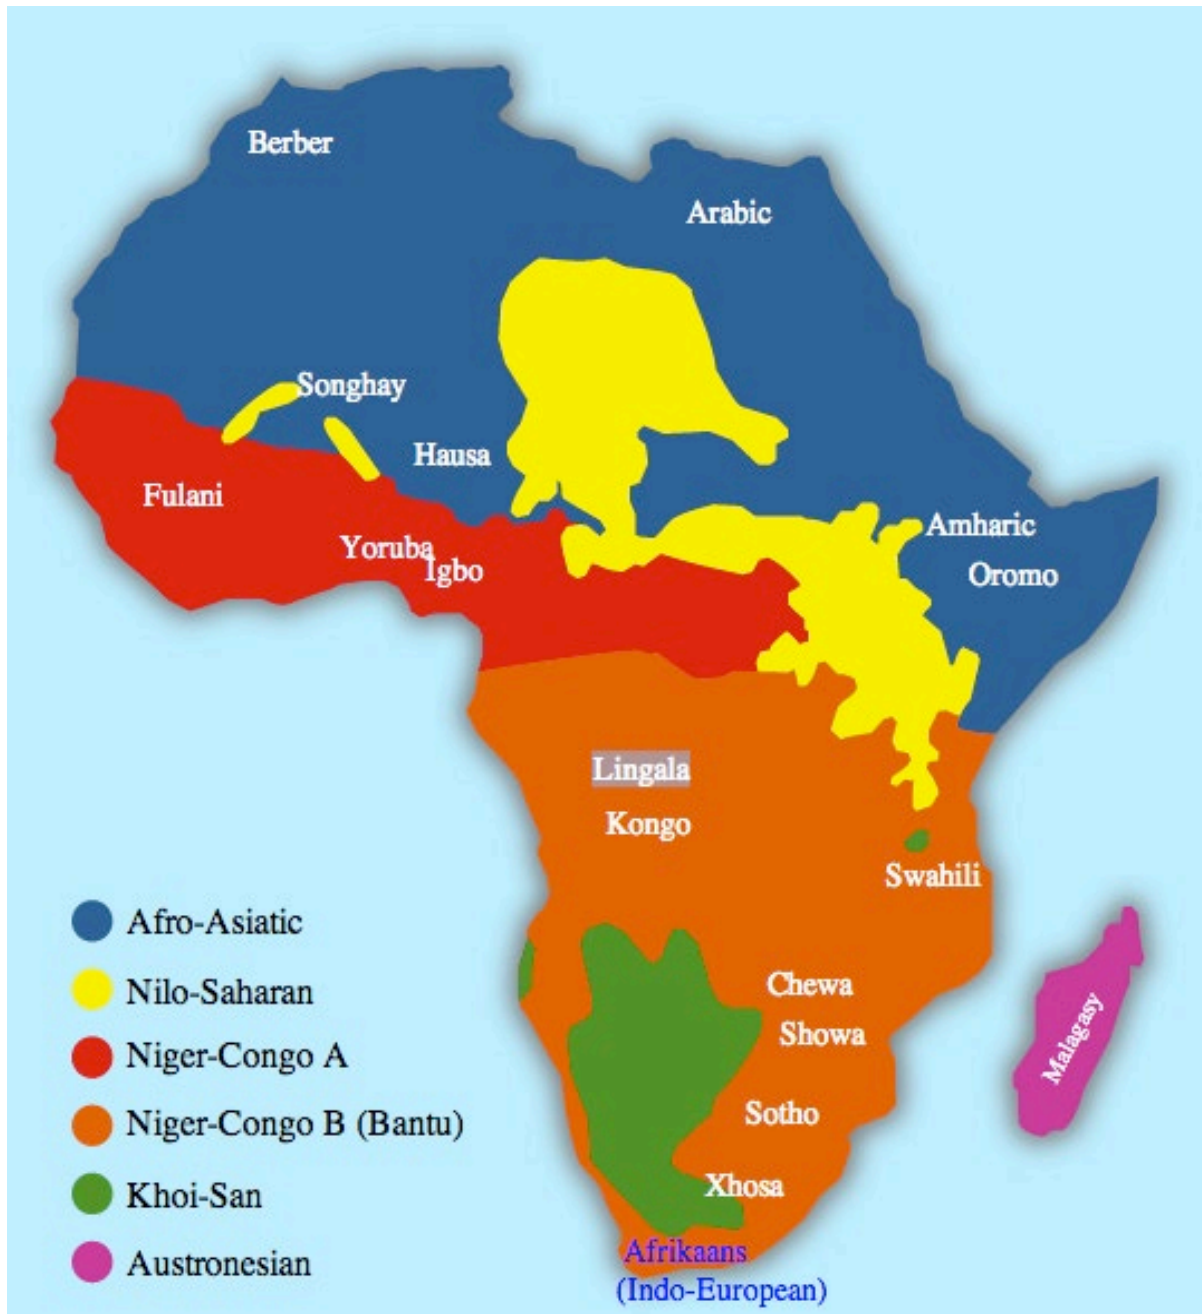 Berber
Arabic
Songhay
Hausa
Fulani
Amharic
Yoruba
Igbo
Oromo
Lingala
Kongo
Swahili
Afro-Asiatic
Nilo-Saharan
Chewa
Showa
Malagasy
Niger-Congo A
Niger-Congo B (Bantu)
Sotho
Khoi-San
Xhosa
Austronesian
Afrikaans
(Indo-European)